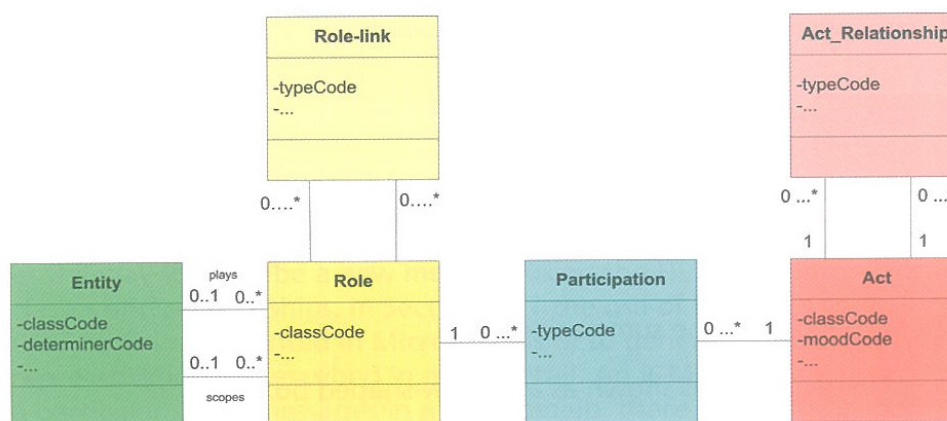 Role-link
-typeCode
-...
Act_Relationship
-typeCode
-...
0....*
0....*
0 ...*
0 ...
1
1
Entity
-classCode
-determinerCode
-...
plays
0..1 0..*
0..1 0..*
scopes
Role
-classCode
-...
1 0 ...*
Participation
-typeCode
-...
0 ...* 1
Act
-classCode
-moodCode
-...